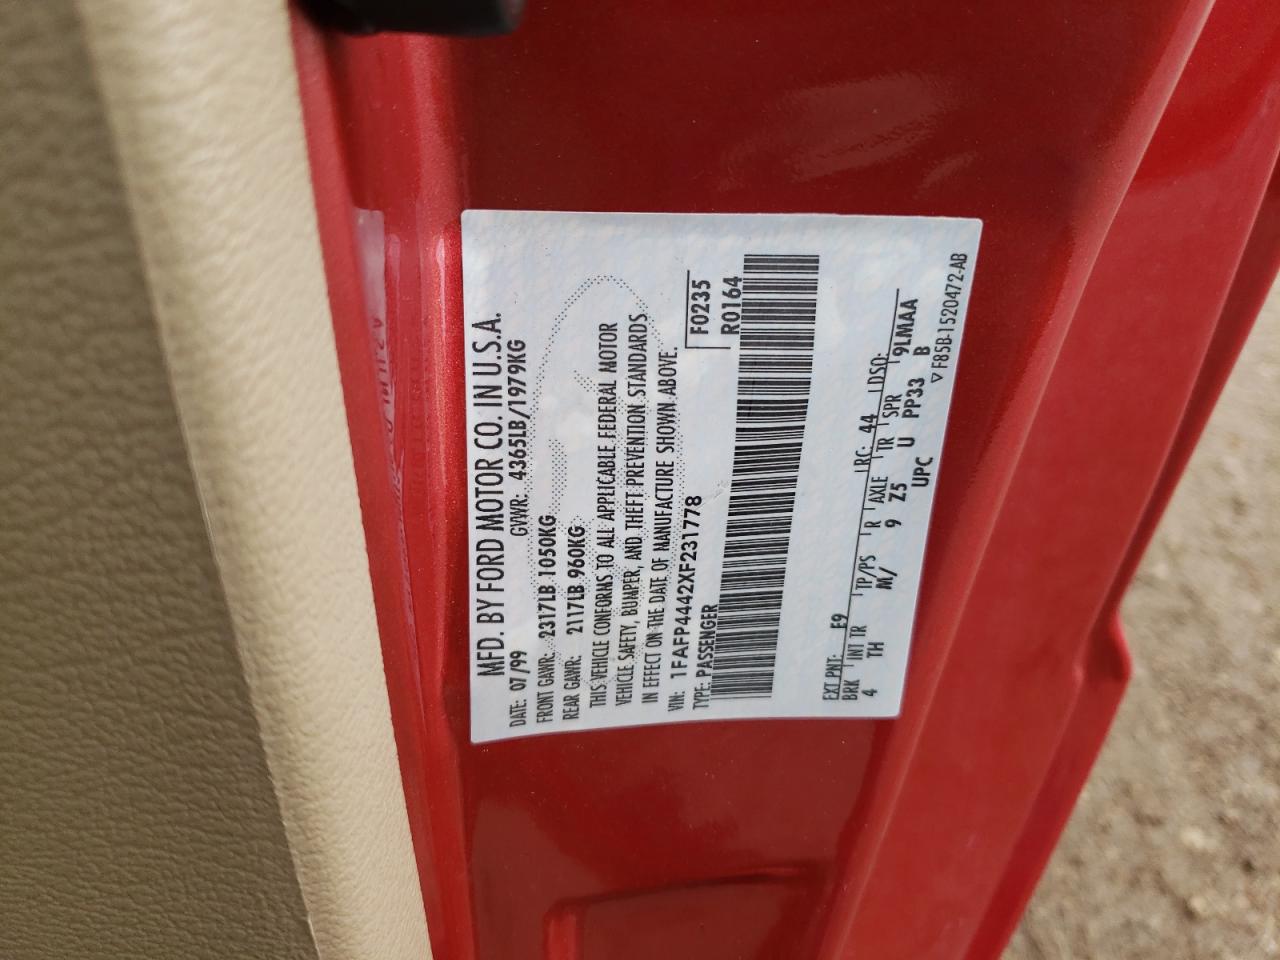 MFD. BY FORD MOTOR CO. IN U.S.A.
DATE: 07/99 GVWR: 4365LB/1979KG
FRONT GAWR: 2317LB 1050KG
REAR GAWR: 2117LB 960KG
THIS VEHICLE CONFORMS TO ALL APPLICABLE FEDERAL MOTOR
VEHICLE SAFETY, BUMPER, AND THEFT PREVENTION STANDARDS
IN EFFECT ON THE DATE OF MANUFACTURE SHOWN ABOVE.
VIN: 1FAFP4442XF231778 F0235
TYPE: PASSENGER R0164
EXT PNT: E9 RC: 44 DSO:
BRK INT TR TP/PS R AXLE TR SPR 9LMAA
4 TH M/ 9 Z5 U PP33 B
UPC ▽F85B-1520472-AB